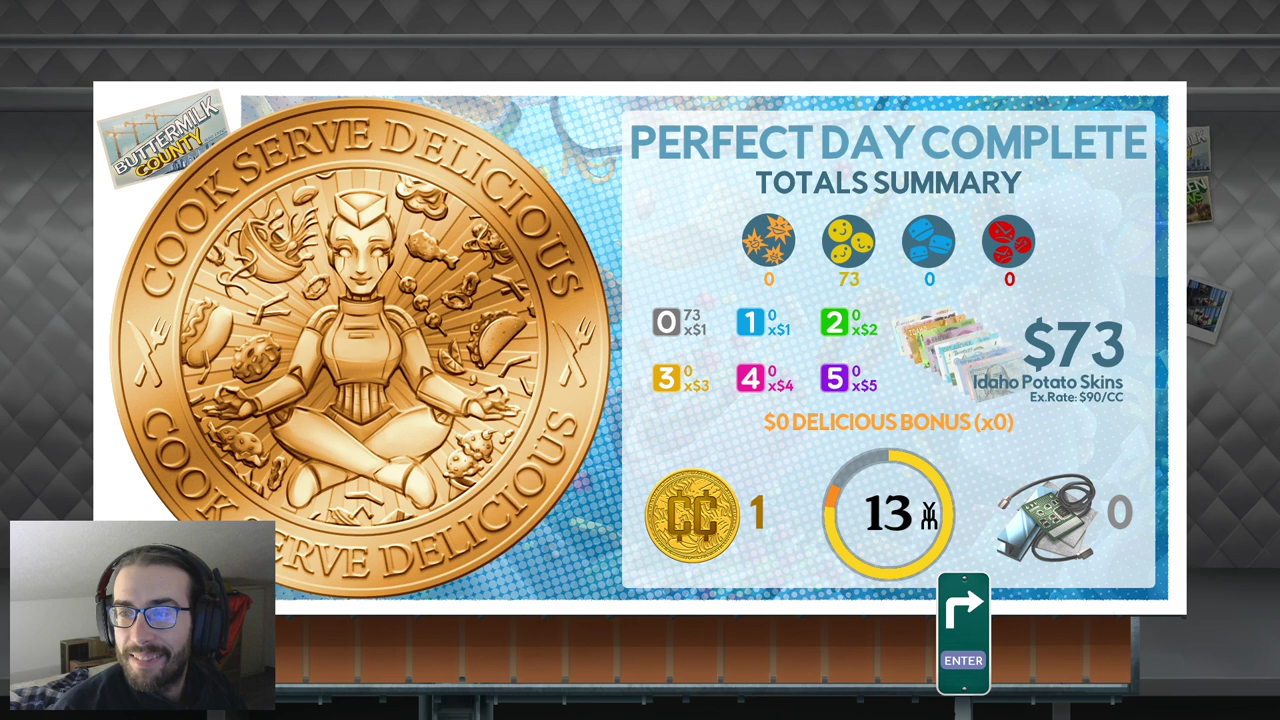 BUTTERMILK
COUNTY
COOK SERVE DELICIOUS
COOK SERVE DELICIOUS
PERFECT DAY COMPLETE
TOTALS SUMMARY
0 73 0 0
0 73 x$1
1 0 x$1
2 0 x$2
3 0 x$3
4 0 x$4
5 0 x$5
$73
Idaho Potato Skins
Ex.Rate: $90/CC
$0 DELICIOUS BONUS (x0)
CC 1
13
0
ENTER